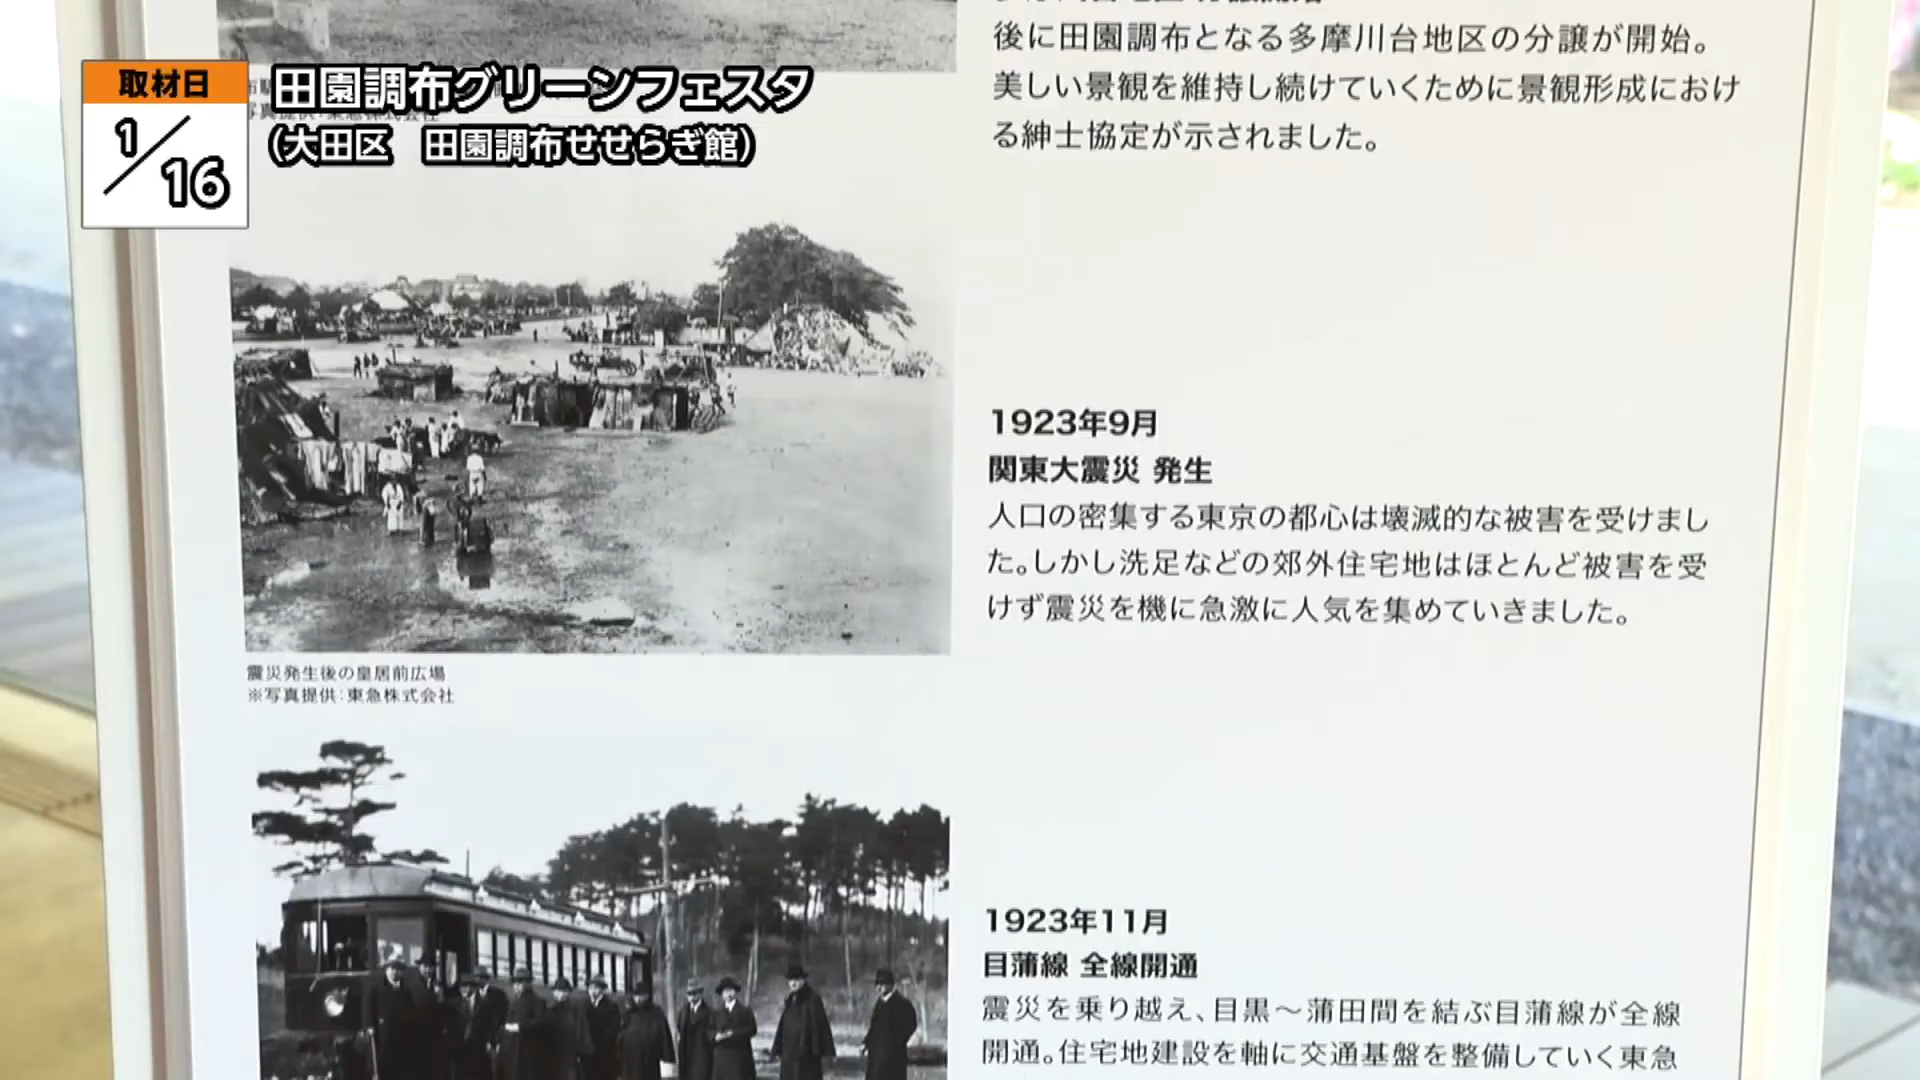 取材日
1/16
田園調布グリーンフェスタ
(大田区 田園調布せせらぎ館)
後に田園調布となる多摩川台地区の分譲が開始。
美しい景観を維持し続けていくために景観形成におけ
る紳士協定が示されました。
1923年9月
関東大震災 発生
人口の密集する東京の都心は壊滅的な被害を受けまし
た。しかし洗足などの郊外住宅地はほとんど被害を受
けず震災を機に急激に人気を集めていきました。
震災発生後の皇居前広場
※写真提供:東急株式会社
1923年11月
目蒲線 全線開通
震災を乗り越え、目黒～蒲田間を結ぶ目蒲線が全線
開通。住宅地建設を軸に交通基盤を整備していく東急